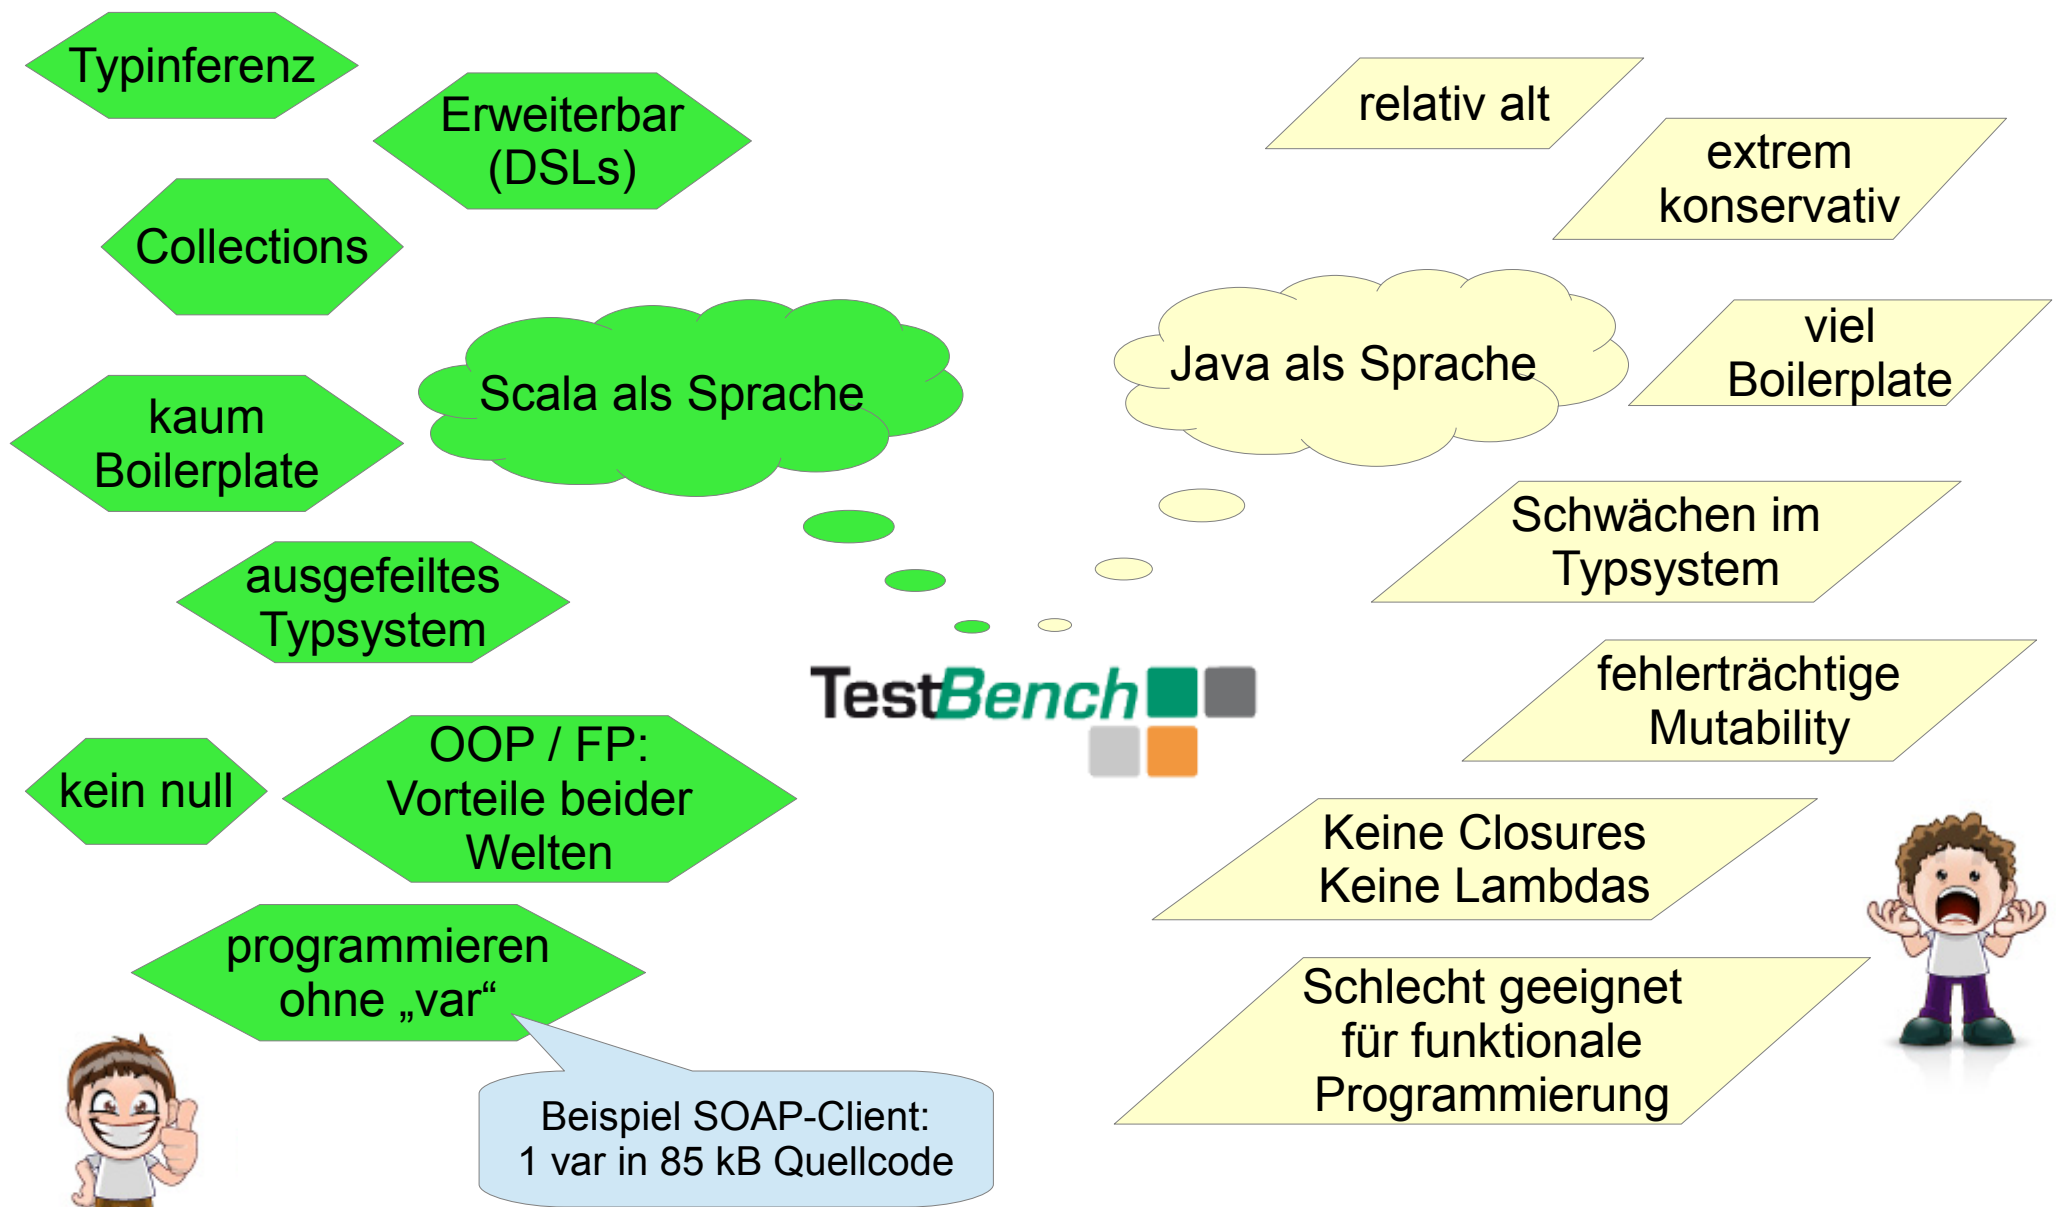 Typinferenz
Erweiterbar
(DSLs)
Collections
Scala als Sprache
kaum
Boilerplate
ausgefeiltes
Typsystem
kein null
OOP / FP:
Vorteile beider
Welten
programmieren
ohne „var“
Beispiel SOAP-Client:
1 var in 85 kB Quellcode
TestBench
relativ alt
extrem
konservativ
Java als Sprache
viel
Boilerplate
Schwächen im
Typsystem
fehlerträchtige
Mutability
Keine Closures
Keine Lambdas
Schlecht geeignet
für funktionale
Programmierung